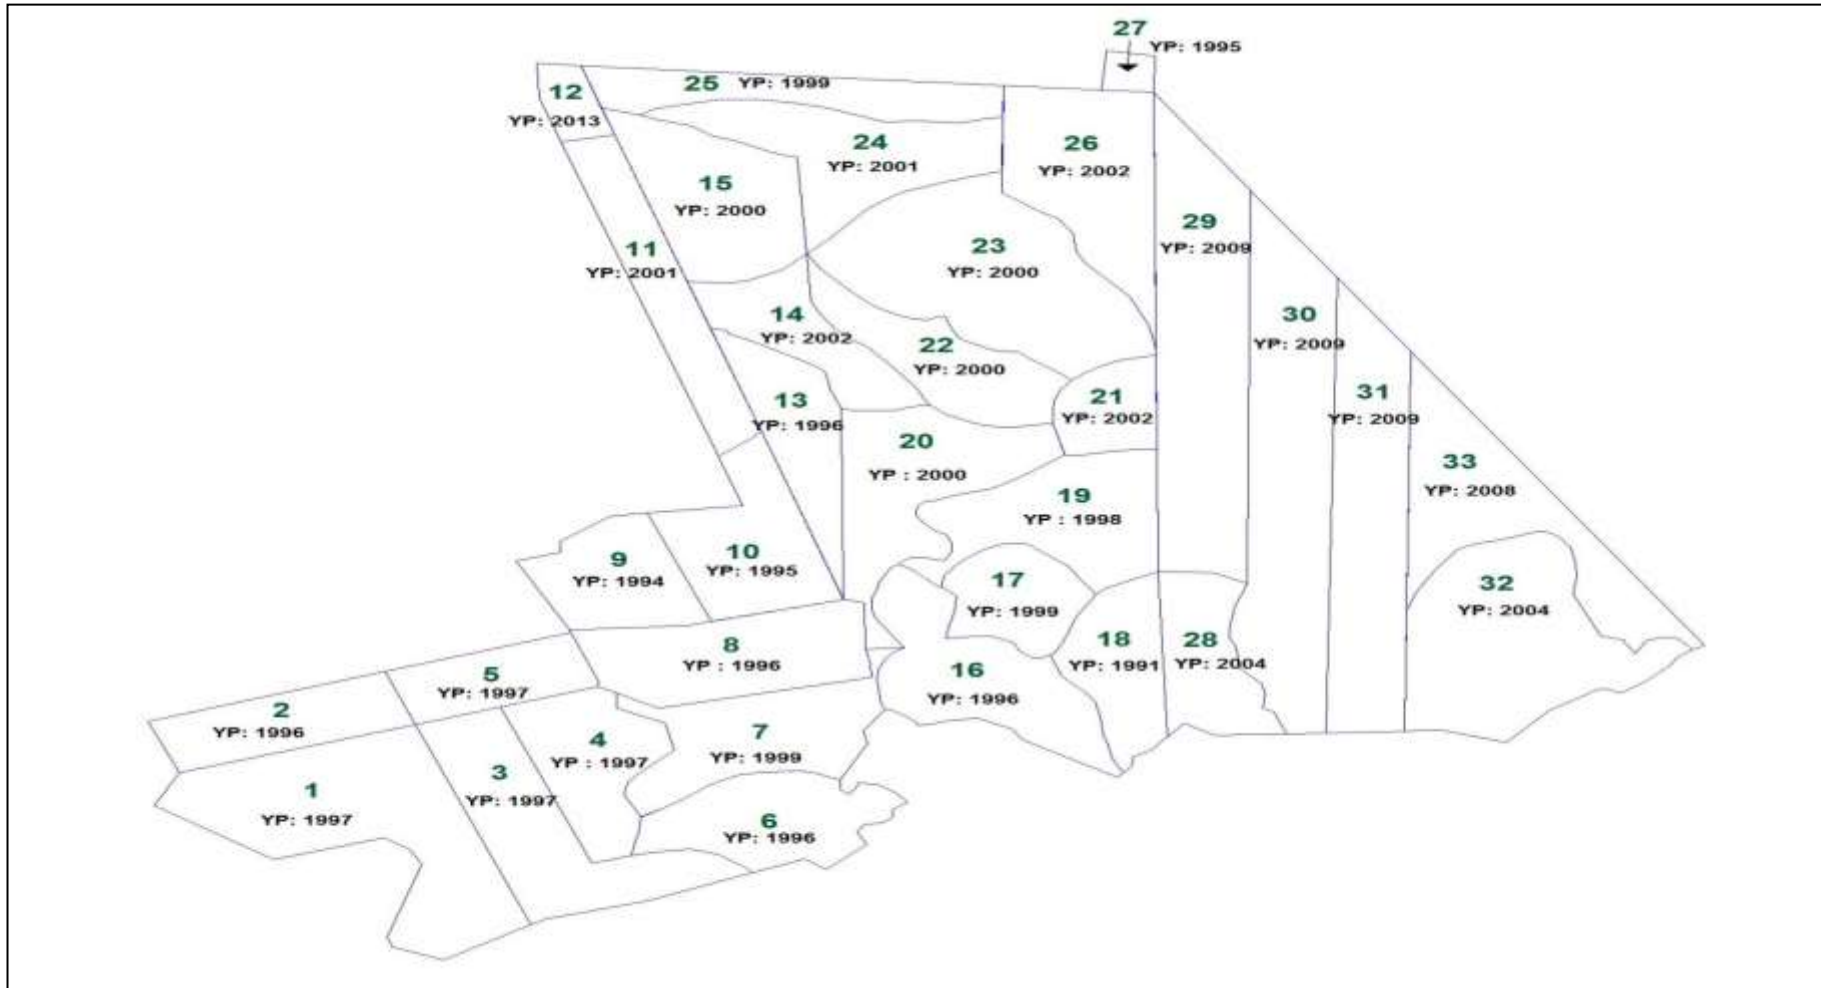 27
YP: 1995
25 YP: 1999
12
YP: 2013
24
YP: 2001
26
YP: 2002
15
YP: 2000
29
YP: 2009
11
YP: 2001
23
YP: 2000
14
YP: 2002
30
YP: 2009
22
YP: 2000
13
YP: 1996
21
YP: 2002
31
YP: 2009
20
YP : 2000
33
YP: 2008
19
YP : 1998
10
YP: 1995
9
YP: 1994
17
YP: 1999
32
YP: 2004
8
YP : 1996
18
YP: 1991
28
YP: 2004
5
YP: 1997
16
YP: 1996
2
YP: 1996
4
YP : 1997
7
YP: 1999
3
YP: 1997
1
YP: 1997
6
YP: 1996